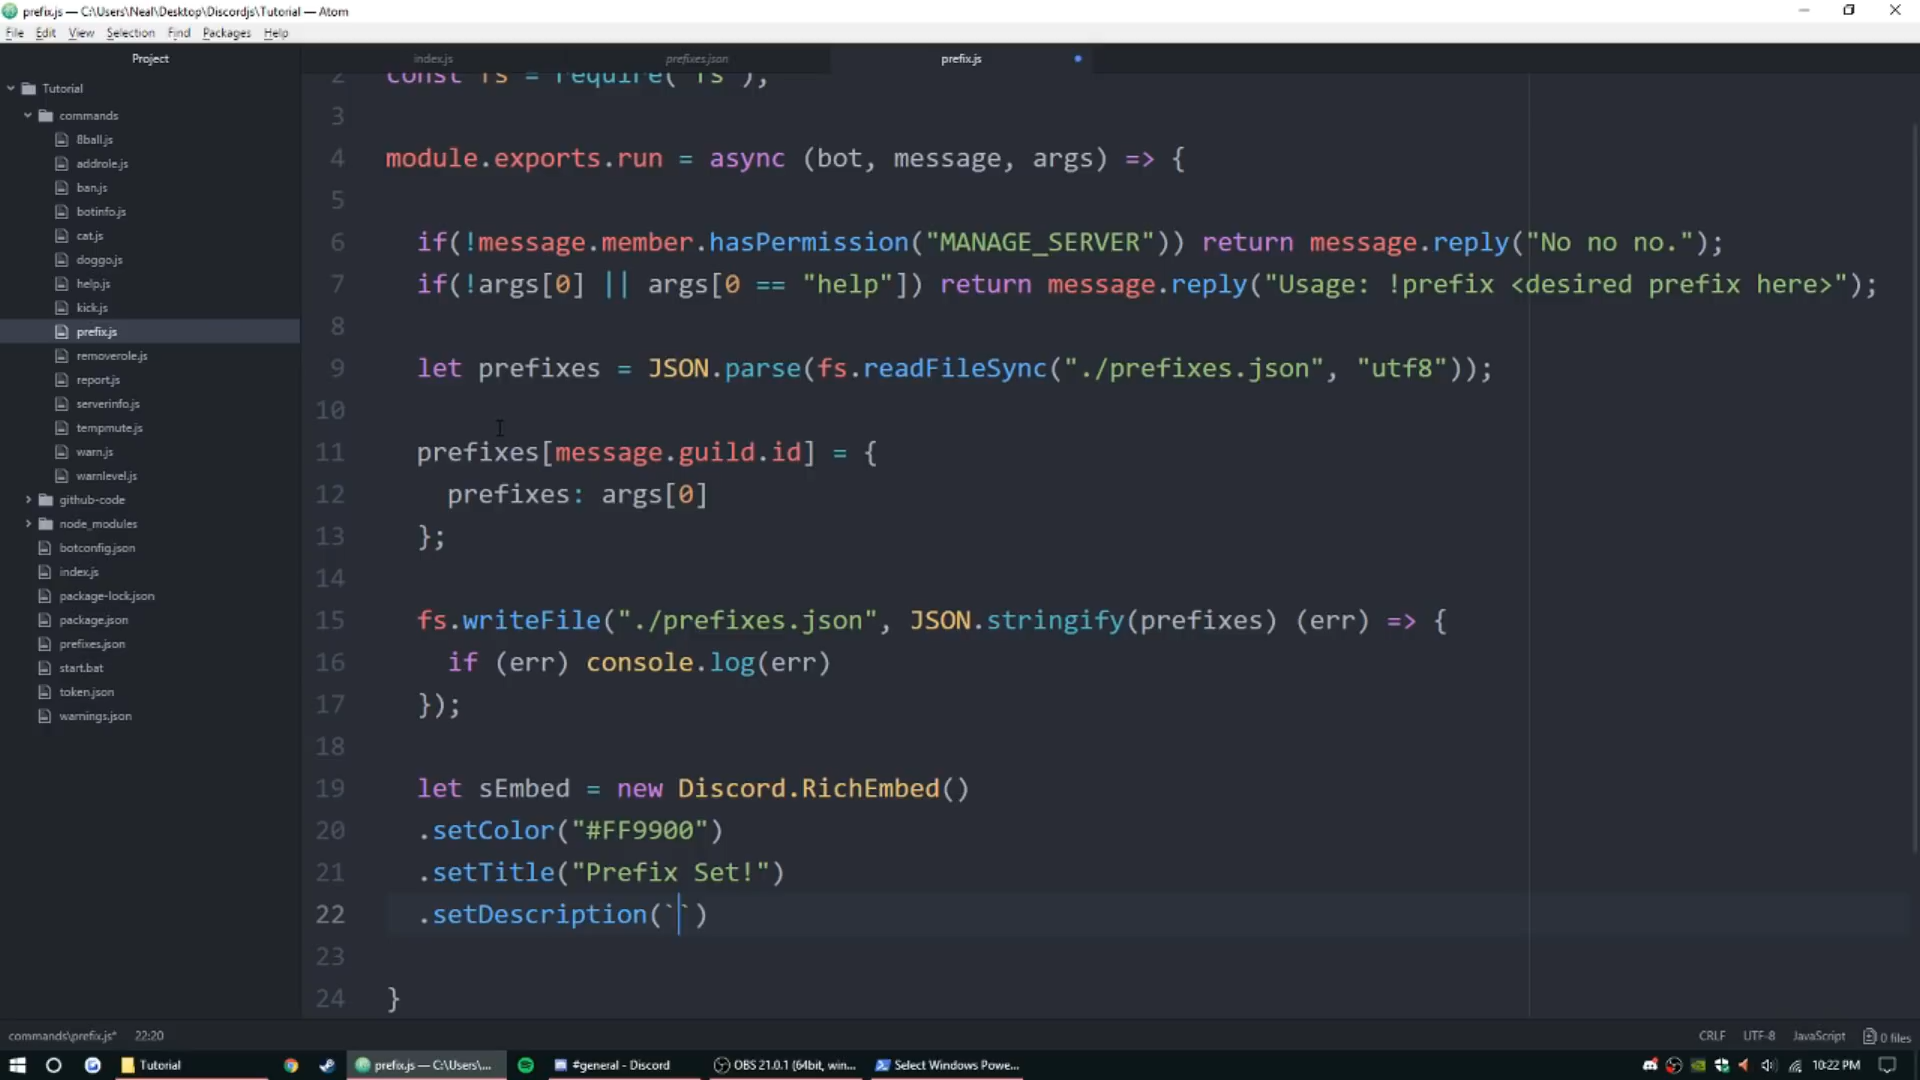 prefix.js — C:\Users\Neal\Desktop\Discordjs\Tutorial — Atom
File Edit View Selection Find Packages Help
Project
index.js
prefixes.json
prefix.js
Tutorial
commands
8ball.js
addrole.js
ban.js
botinfo.js
cat.js
doggo.js
help.js
kick.js
prefix.js
removerole.js
report.js
serverinfo.js
tempmute.js
warn.js
warnlevel.js
github-code
node_modules
botconfig.json
index.js
package-lock.json
package.json
prefixes.json
start.bat
token.json
warnings.json
2 const fs = require("fs");
3
4 module.exports.run = async (bot, message, args) => {
5
6 if(!message.member.hasPermission("MANAGE_SERVER")) return message.reply("No no no.");
7 if(!args[0] || args[0 == "help"]) return message.reply("Usage: !prefix <desired prefix here>");
8
9 let prefixes = JSON.parse(fs.readFileSync("./prefixes.json", "utf8"));
10
11 prefixes[message.guild.id] = {
12 prefixes: args[0]
13 };
14
15 fs.writeFile("./prefixes.json", JSON.stringify(prefixes) (err) => {
16 if (err) console.log(err)
17 });
18
19 let sEmbed = new Discord.RichEmbed()
20 .setColor("#FF9900")
21 .setTitle("Prefix Set!")
22 .setDescription(``)
23
24 }
commands\prefix.js* 22:20
CRLF UTF-8 JavaScript 0 files
Tutorial
prefix.js — C:\Users\...
#general - Discord
OBS 21.0.1 (64bit, win...
Select Windows Powe...
10:22 PM